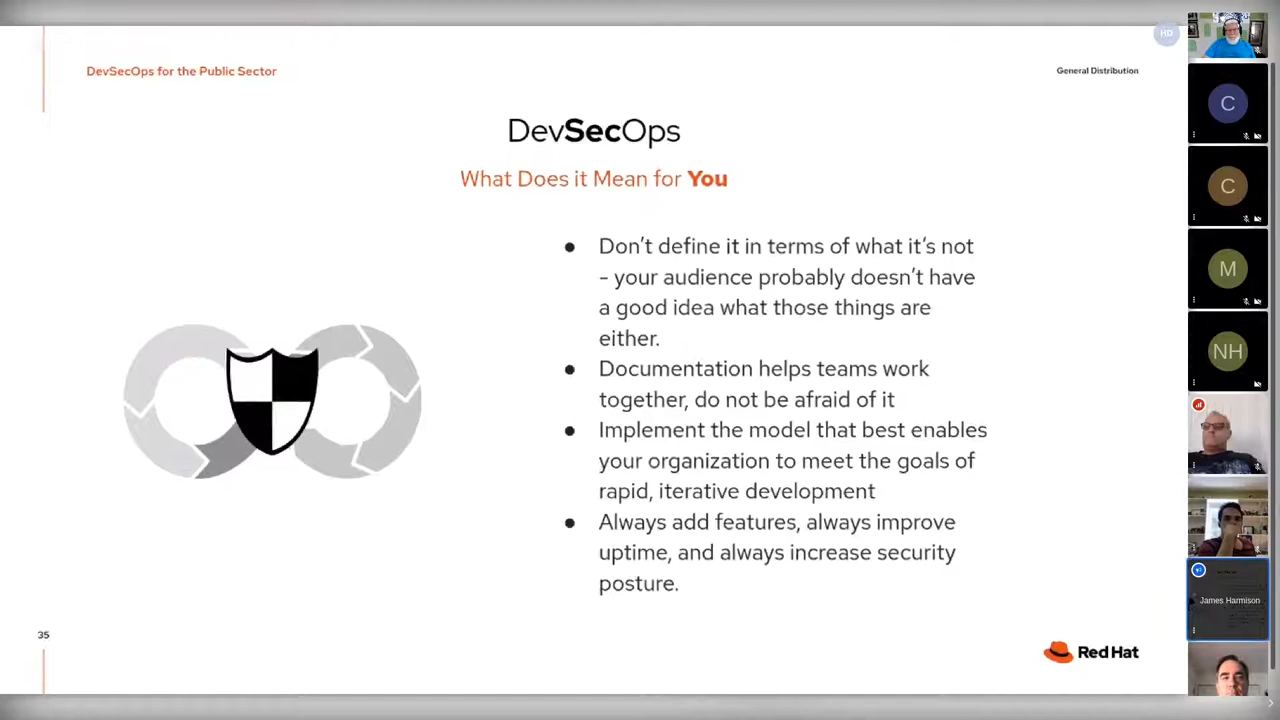 HD
DevSecOps for the Public Sector
General Distribution
DevSecOps
What Does it Mean for You
● Don't define it in terms of what it's not
- your audience probably doesn't have
a good idea what those things are
either.
● Documentation helps teams work
together, do not be afraid of it
● Implement the model that best enables
your organization to meet the goals of
rapid, iterative development
● Always add features, always improve
uptime, and always increase security
posture.
35
Red Hat
C
C
M
NH
James Harmison